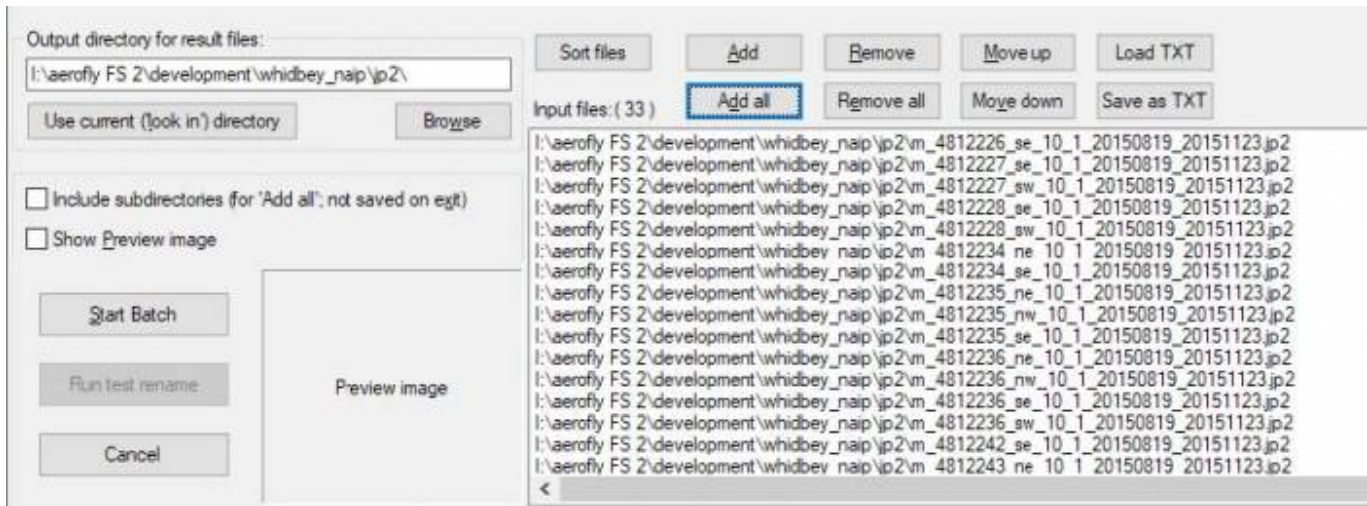 Output directory for result files:
I:\aerofly FS 2\development\whidbey_naip\jp2\
Use current ('look in') directory
Browse
Include subdirectories (for "Add all"; not saved on exit)
Show Preview image
Start Batch
Run test rename
Cancel
Preview image
Sort files
Add
Remove
Move up
Load TXT
Input files: ( 33 )
Add all
Remove all
Move down
Save as TXT
I:\aerofly FS 2\development\whidbey_naip\jp2\m_4812226_se_10_1_20150819_20151123.jp2
I:\aerofly FS 2\development\whidbey_naip\jp2\m_4812227_se_10_1_20150819_20151123.jp2
I:\aerofly FS 2\development\whidbey_naip\jp2\m_4812227_sw_10_1_20150819_20151123.jp2
I:\aerofly FS 2\development\whidbey_naip\jp2\m_4812228_se_10_1_20150819_20151123.jp2
I:\aerofly FS 2\development\whidbey_naip\jp2\m_4812228_sw_10_1_20150819_20151123.jp2
I:\aerofly FS 2\development\whidbey_naip\jp2\m_4812234_ne_10_1_20150819_20151123.jp2
I:\aerofly FS 2\development\whidbey_naip\jp2\m_4812234_se_10_1_20150819_20151123.jp2
I:\aerofly FS 2\development\whidbey_naip\jp2\m_4812235_ne_10_1_20150819_20151123.jp2
I:\aerofly FS 2\development\whidbey_naip\jp2\m_4812235_nw_10_1_20150819_20151123.jp2
I:\aerofly FS 2\development\whidbey_naip\jp2\m_4812235_se_10_1_20150819_20151123.jp2
I:\aerofly FS 2\development\whidbey_naip\jp2\m_4812236_ne_10_1_20150819_20151123.jp2
I:\aerofly FS 2\development\whidbey_naip\jp2\m_4812236_nw_10_1_20150819_20151123.jp2
I:\aerofly FS 2\development\whidbey_naip\jp2\m_4812236_se_10_1_20150819_20151123.jp2
I:\aerofly FS 2\development\whidbey_naip\jp2\m_4812236_sw_10_1_20150819_20151123.jp2
I:\aerofly FS 2\development\whidbey_naip\jp2\m_4812242_se_10_1_20150819_20151123.jp2
I:\aerofly FS 2\development\whidbey_naip\jp2\m_4812243_ne_10_1_20150819_20151123.jp2